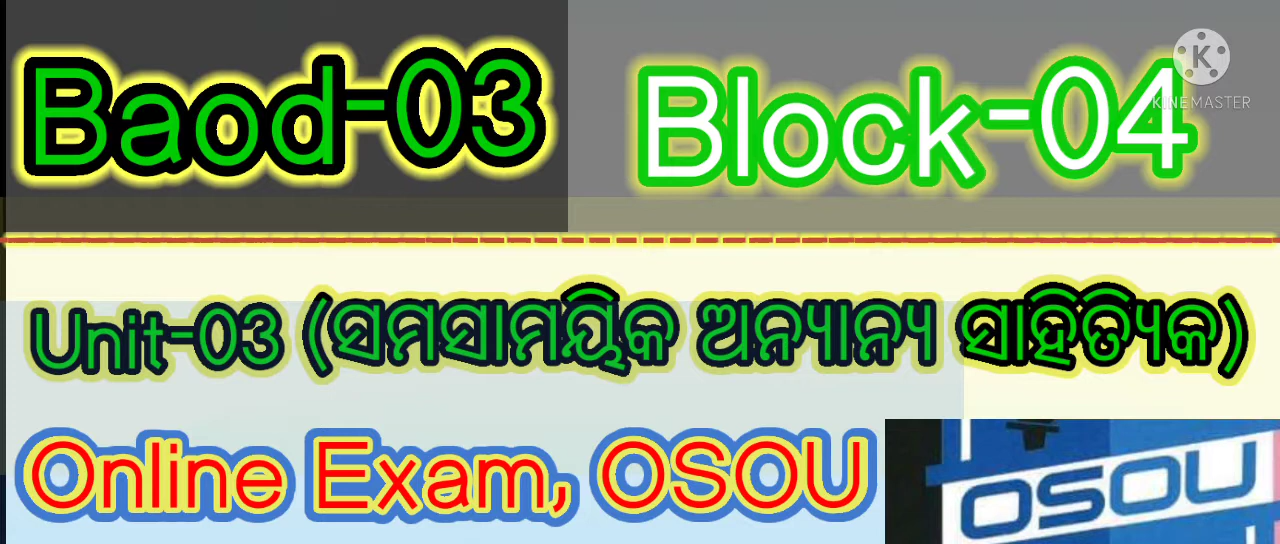 Baod-03 Block-04
KINEMASTER
Unit-03 (ସମସାମୟିକ ଅନ୍ୟାନ୍ୟ ସାହିତ୍ୟିକ)
Online Exam, OSOU
OSOU